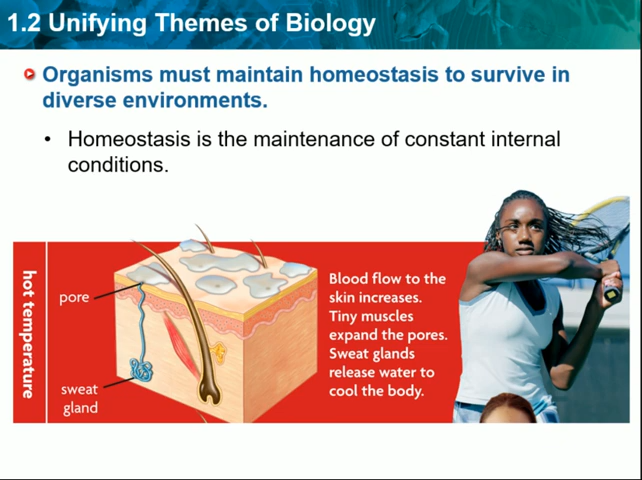 1.2 Unifying Themes of Biology
Organisms must maintain homeostasis to survive in
diverse environments.
• Homeostasis is the maintenance of constant internal
conditions.
hot temperature
pore
sweat
gland
Blood flow to the
skin increases.
Tiny muscles
expand the pores.
Sweat glands
release water to
cool the body.